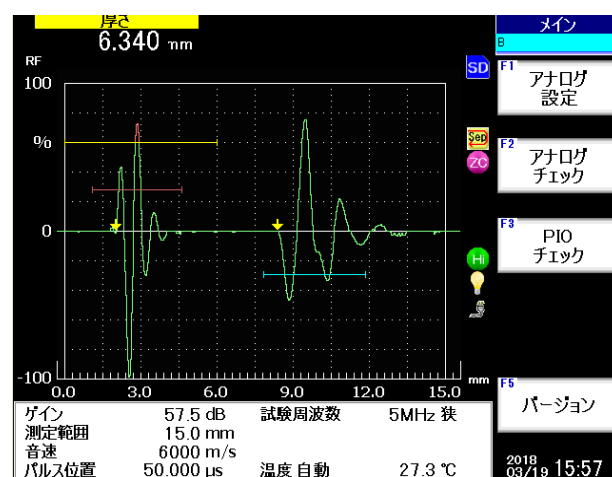 厚さ
6.340 mm
メイン
B
RF
SD
F1
アナログ
設定
100
%
Sep
ZC
F2
アナログ
チェック
0
F3
PIO
チェック
Hi
-100
0.0 3.0 6.0 9.0 12.0 15.0 mm
F5
バージョン
ゲイン 57.5 dB 試験周波数 5MHz 狭
測定範囲 15.0 mm
音速 6000 m/s
パルス位置 50.000 μs 温度 自動 27.3 ℃
2018
03/19 15:57